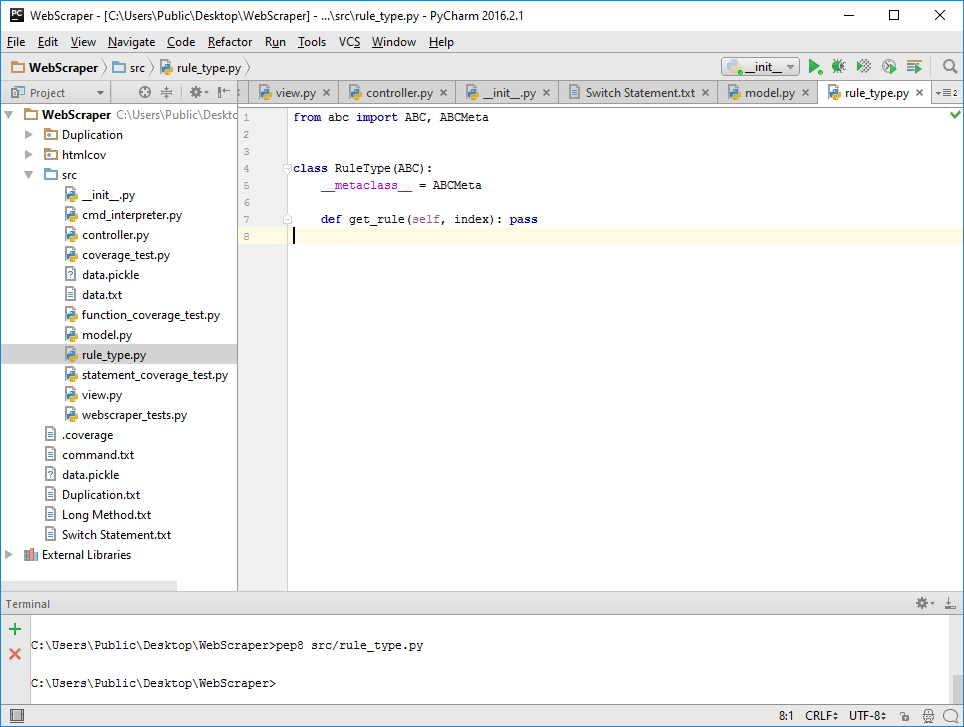 WebScraper - [C:\Users\Public\Desktop\WebScraper] - ...\src\rule_type.py - PyCharm 2016.2.1
File Edit View Navigate Code Refactor Run Tools VCS Window Help
WebScraper src rule_type.py __init__
Project view.py controller.py __init__.py Switch Statement.txt model.py rule_type.py 2
WebScraper C:\Users\Public\Deskto
Duplication
htmlcov
src
__init__.py
cmd_interpreter.py
controller.py
coverage_test.py
data.pickle
data.txt
function_coverage_test.py
model.py
rule_type.py
statement_coverage_test.py
view.py
webscraper_tests.py
.coverage
command.txt
data.pickle
Duplication.txt
Long Method.txt
Switch Statement.txt
External Libraries
1 from abc import ABC, ABCMeta
2
3
4 class RuleType(ABC):
5 __metaclass__ = ABCMeta
6
7 def get_rule(self, index): pass
8
Terminal
C:\Users\Public\Desktop\WebScraper>pep8 src/rule_type.py
C:\Users\Public\Desktop\WebScraper>
8:1 CRLF UTF-8